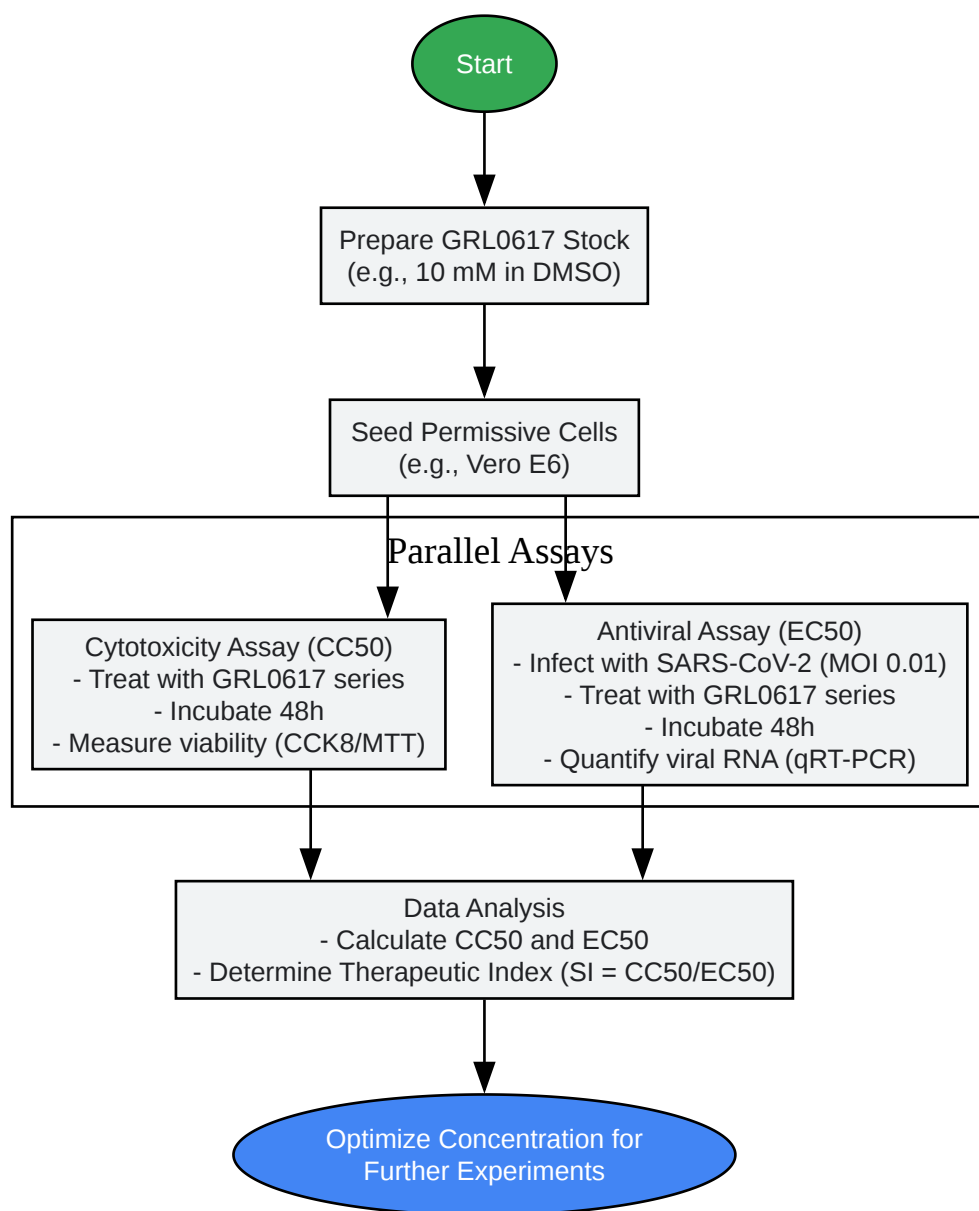 Start
Prepare GRL0617 Stock
(e.g., 10 mM in DMSO)
Seed Permissive Cells
(e.g., Vero E6)
Parallel Assays
Cytotoxicity Assay (CC50)
- Treat with GRL0617 series
- Incubate 48h
- Measure viability (CCK8/MTT)
Antiviral Assay (EC50)
- Infect with SARS-CoV-2 (MOI 0.01)
- Treat with GRL0617 series
- Incubate 48h
- Quantify viral RNA (qRT-PCR)
Data Analysis
- Calculate CC50 and EC50
- Determine Therapeutic Index (SI = CC50/EC50)
Optimize Concentration for
Further Experiments